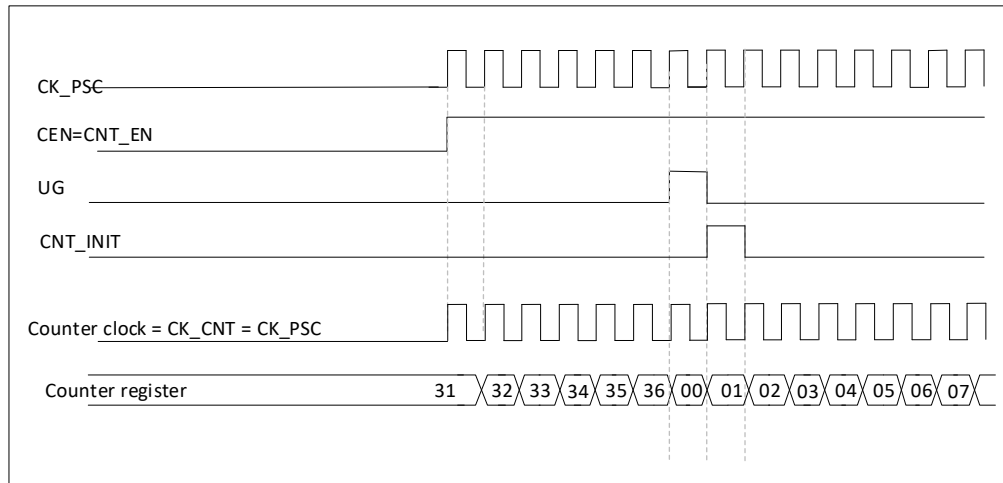 CK_PSC
CEN=CNT_EN
UG
CNT_INIT
Counter clock = CK_CNT = CK_PSC
Counter register 31 32 33 34 35 36 00 01 02 03 04 05 06 07